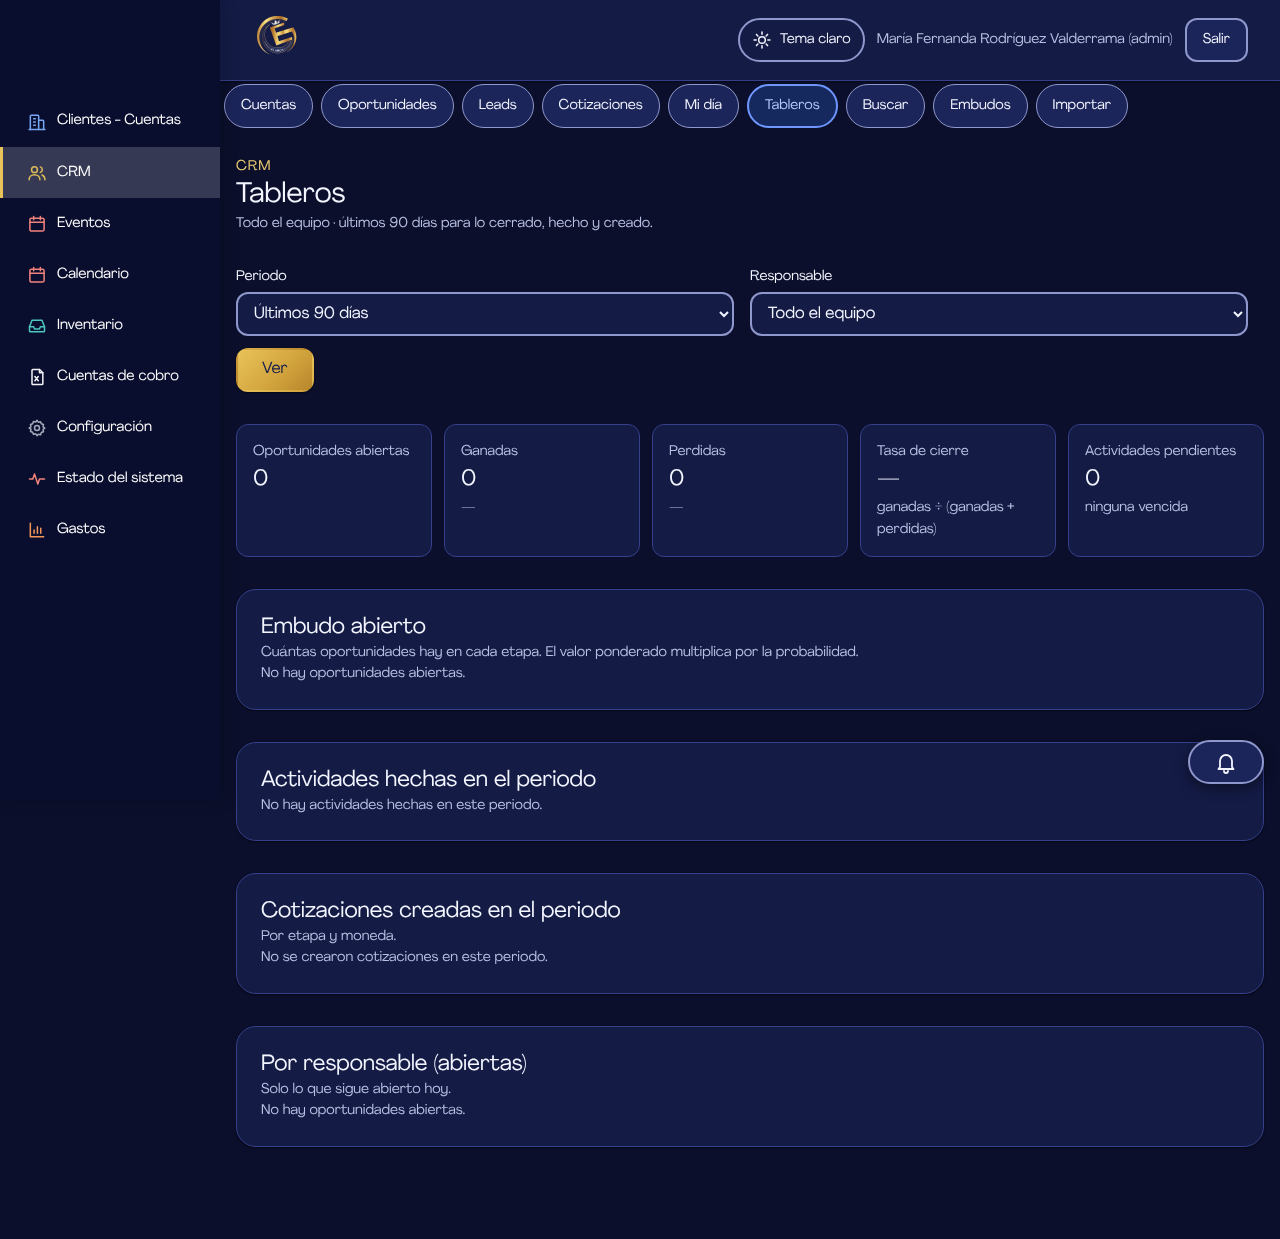 Tema claro
María Fernanda Rodríguez Valderrama (admin)
Salir
Clientes - Cuentas
CRM
Eventos
Calendario
Inventario
Cuentas de cobro
Configuración
Estado del sistema
Gastos
Cuentas
Oportunidades
Leads
Cotizaciones
Mi día
Tableros
Buscar
Embudos
Importar
CRM
Tableros
Todo el equipo · últimos 90 días para lo cerrado, hecho y creado.
Periodo
Responsable
Últimos 90 días
Todo el equipo
Ver
Oportunidades abiertas
0
Ganadas
0
—
Perdidas
0
—
Tasa de cierre
—
ganadas ÷ (ganadas +
perdidas)
Actividades pendientes
0
ninguna vencida
Embudo abierto
Cuántas oportunidades hay en cada etapa. El valor ponderado multiplica por la probabilidad.
No hay oportunidades abiertas.
Actividades hechas en el periodo
No hay actividades hechas en este periodo.
Cotizaciones creadas en el periodo
Por etapa y moneda.
No se crearon cotizaciones en este periodo.
Por responsable (abiertas)
Solo lo que sigue abierto hoy.
No hay oportunidades abiertas.